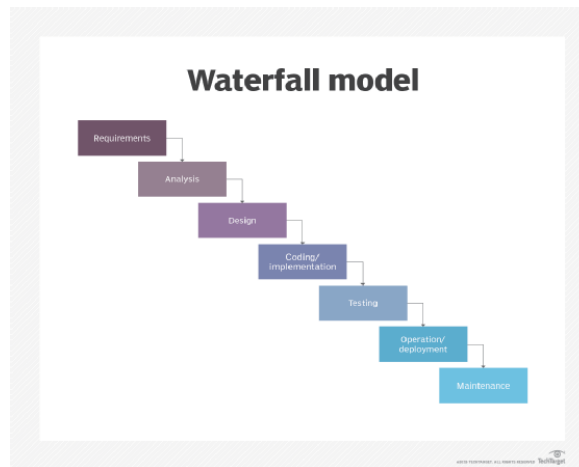 Waterfall model
Requirements
Analysis
Design
Coding/
implementation
Testing
Operation/
deployment
Maintenance
TechTarget